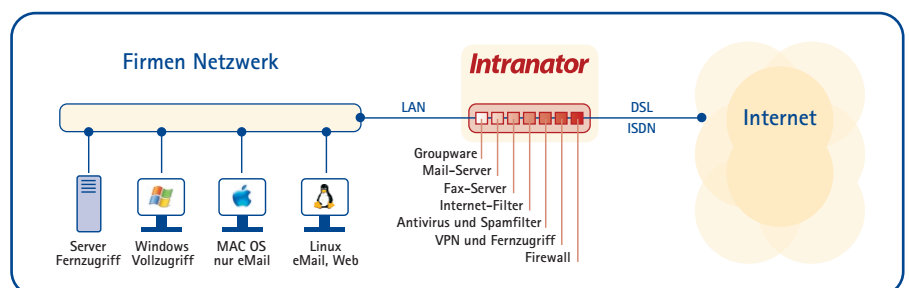 Firmen Netzwerk
Intranator
LAN
DSL
ISDN
Internet
Groupware
Mail-Server
Fax-Server
Internet-Filter
Antivirus und Spamfilter
VPN und Fernzugriff
Firewall
Server
Fernzugriff
Windows
Vollzugriff
MAC OS
nur eMail
Linux
eMail, Web